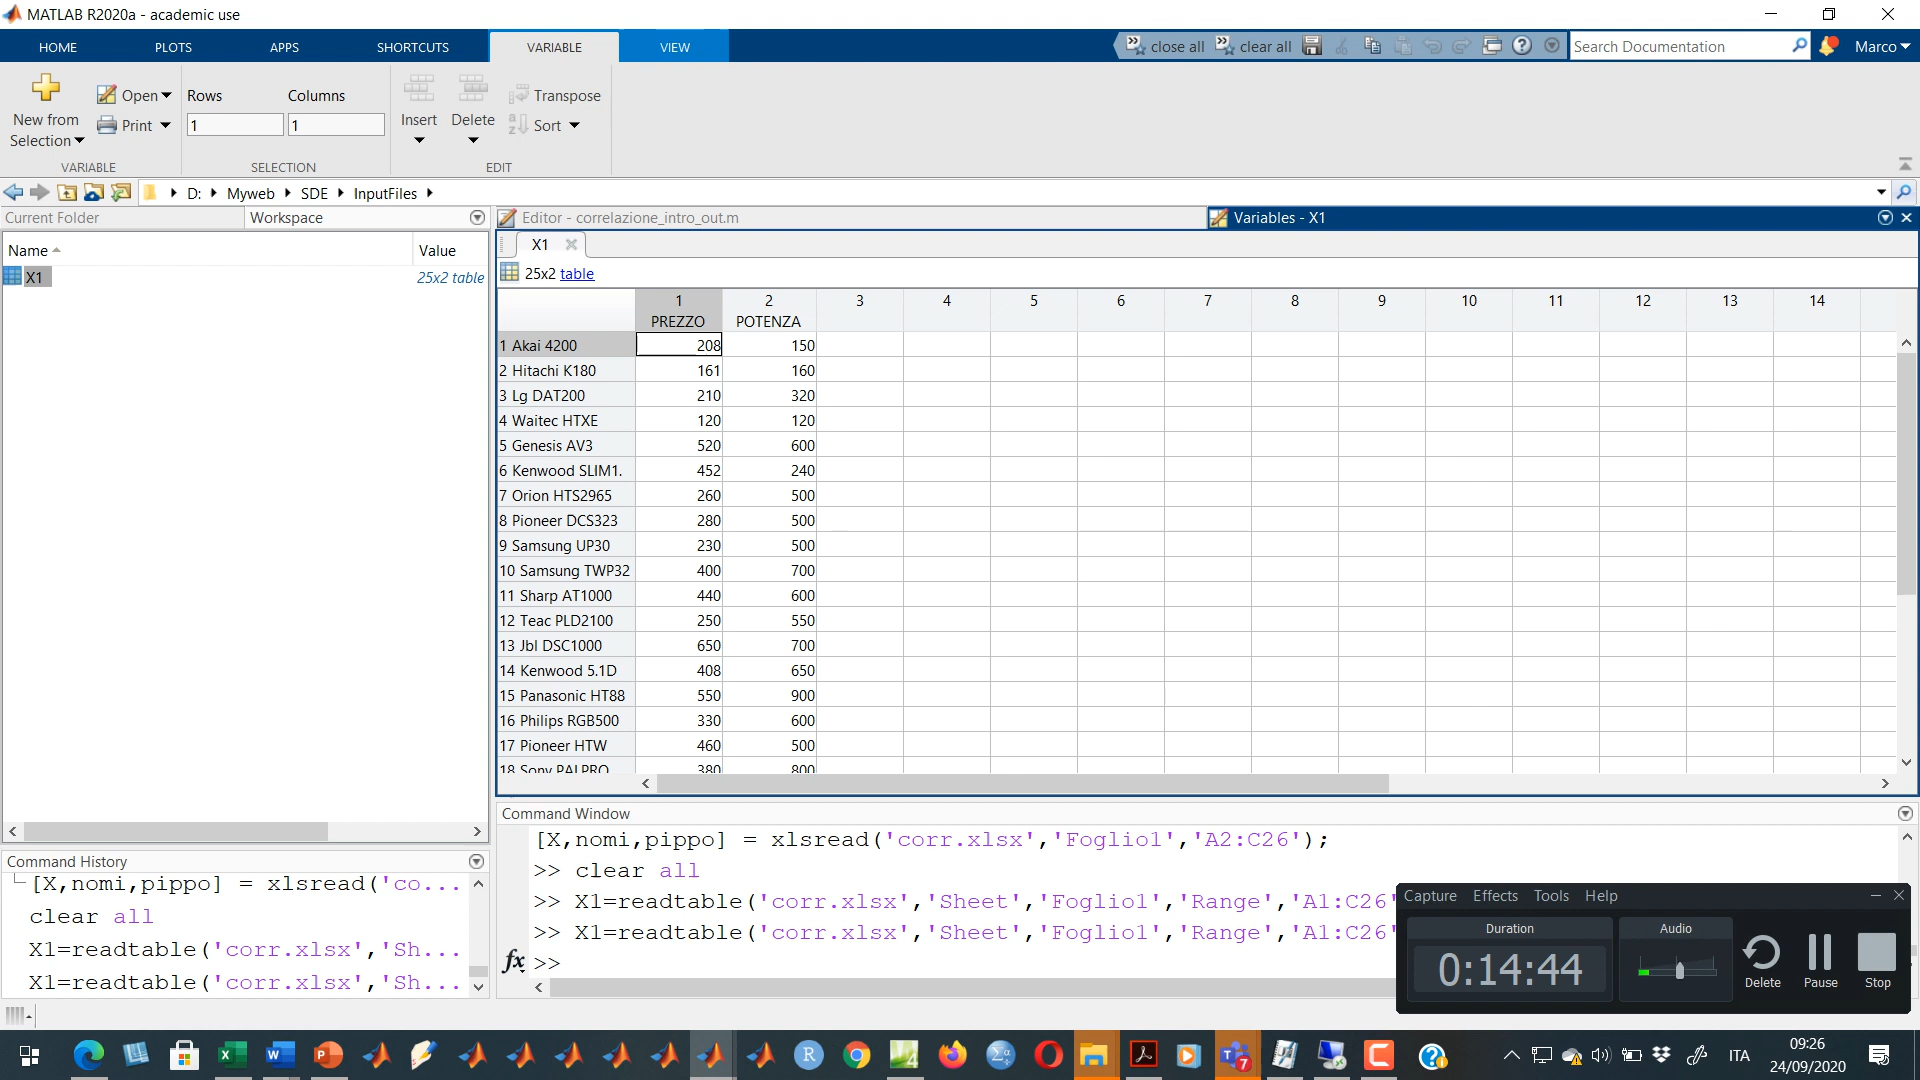 MATLAB R2020a - academic use
HOME PLOTS APPS SHORTCUTS VARIABLE VIEW close all clear all Search Documentation Marco
New from Selection
Open
Print
Rows Columns
1 1
Insert Delete
Transpose
Sort
VARIABLE SELECTION EDIT
D: Myweb SDE InputFiles
Current Folder Workspace
Name Value
X1 25x2 table
Editor - correlazione_intro_out.m Variables - X1
X1
25x2 table
1 2 3 4 5 6 7 8 9 10 11 12 13 14
PREZZO POTENZA
1 Akai 4200 208 150
2 Hitachi K180 161 160
3 Lg DAT200 210 320
4 Waitec HTXE 120 120
5 Genesis AV3 520 600
6 Kenwood SLIM1. 452 240
7 Orion HTS2965 260 500
8 Pioneer DCS323 280 500
9 Samsung UP30 230 500
10 Samsung TWP32 400 700
11 Sharp AT1000 440 600
12 Teac PLD2100 250 550
13 Jbl DSC1000 650 700
14 Kenwood 5.1D 408 650
15 Panasonic HT88 550 900
16 Philips RGB500 330 600
17 Pioneer HTW 460 500
18 Sony PALPRO 380 800
Command History
[X,nomi,pippo] = xlsread('co...
clear all
X1=readtable('corr.xlsx','Sh...
X1=readtable('corr.xlsx','Sh...
Command Window
[X,nomi,pippo] = xlsread('corr.xlsx','Foglio1','A2:C26');
>> clear all
>> X1=readtable('corr.xlsx','Sheet','Foglio1','Range','A1:C26'
>> X1=readtable('corr.xlsx','Sheet','Foglio1','Range','A1:C26'
fx >>
Capture Effects Tools Help
Duration Audio
0:14:44
Delete Pause Stop
ITA
09:26
24/09/2020